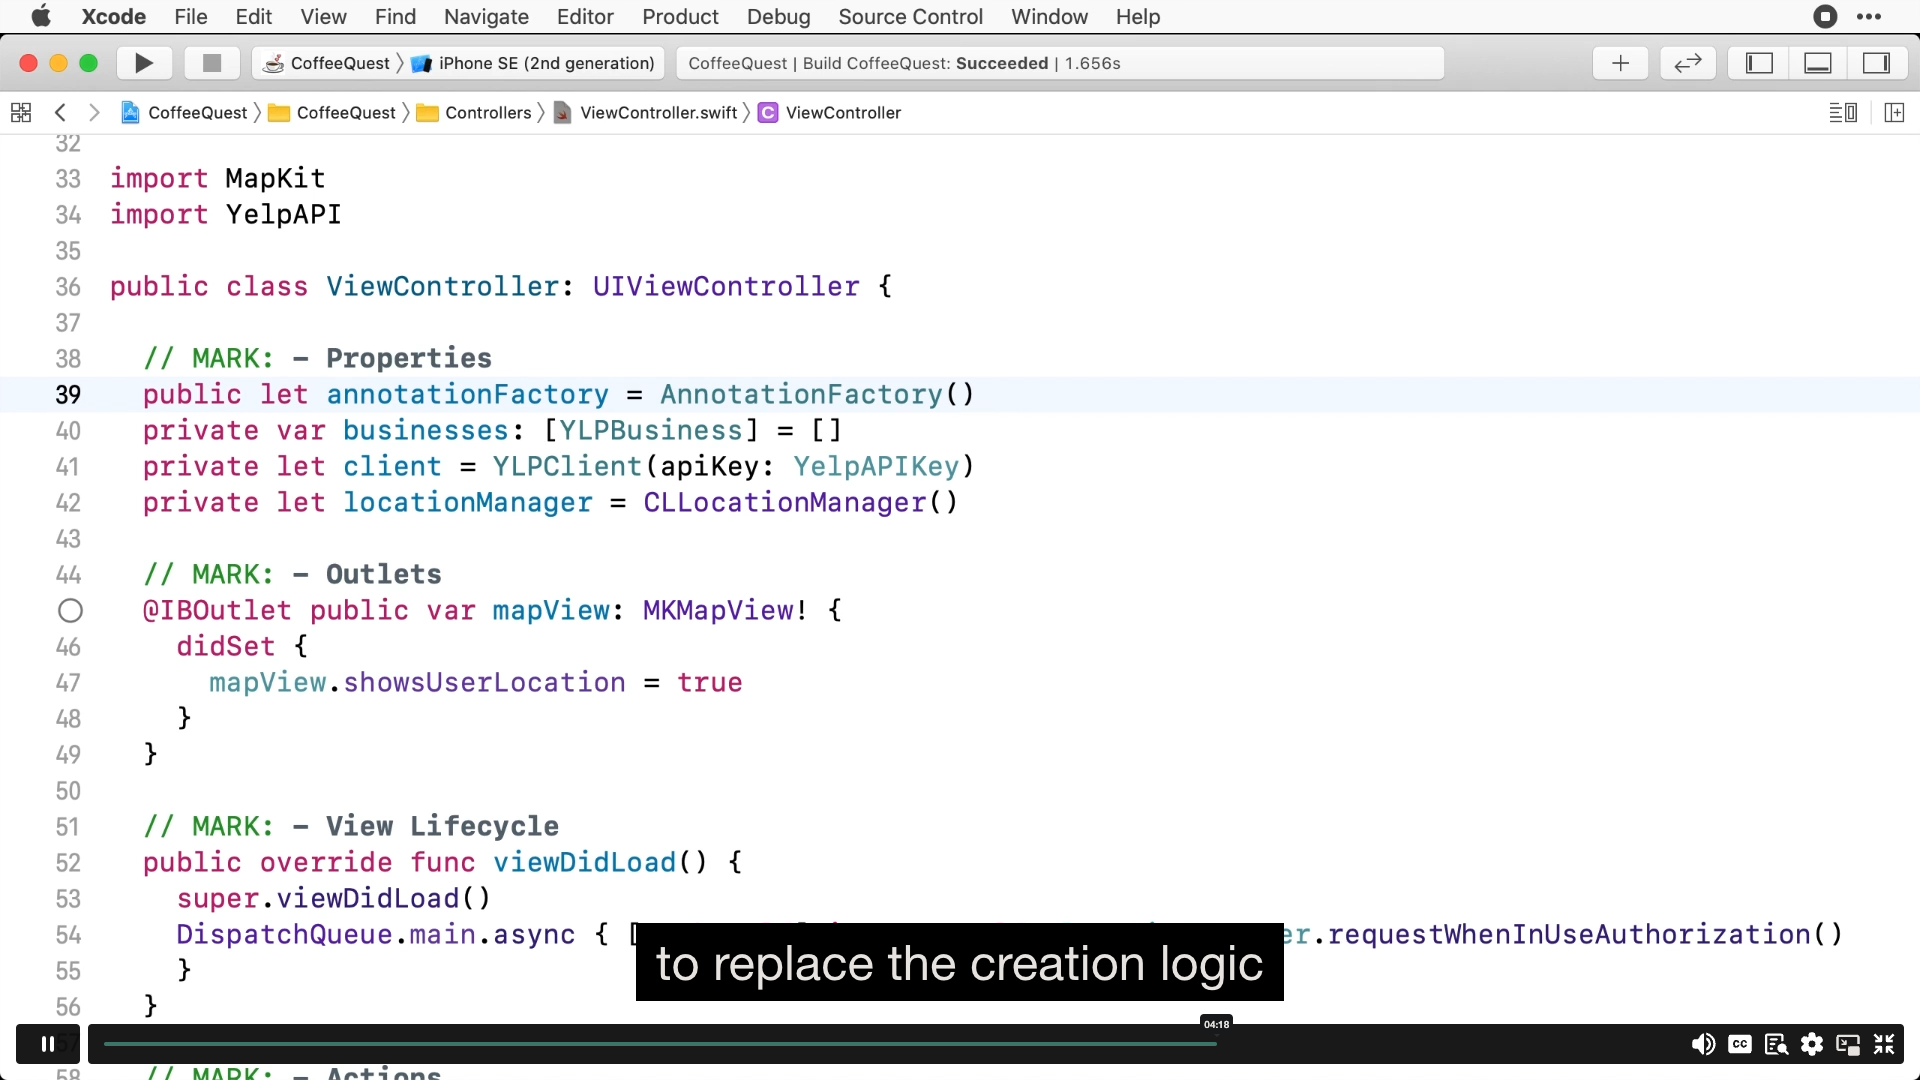 Xcode File Edit View Find Navigate Editor Product Debug Source Control Window Help
CoffeeQuest iPhone SE (2nd generation) CoffeeQuest | Build CoffeeQuest: Succeeded | 1.656s
CoffeeQuest CoffeeQuest Controllers ViewController.swift C ViewController
32
33 import MapKit
34 import YelpAPI
35
36 public class ViewController: UIViewController {
37
38 // MARK: – Properties
39 public let annotationFactory = AnnotationFactory()
40 private var businesses: [YLPBusiness] = []
41 private let client = YLPClient(apiKey: YelpAPIKey)
42 private let locationManager = CLLocationManager()
43
44 // MARK: – Outlets
@IBOutlet public var mapView: MKMapView! {
46 didSet {
47 mapView.showsUserLocation = true
48 }
49 }
50
51 // MARK: – View Lifecycle
52 public override func viewDidLoad() {
53 super.viewDidLoad()
54 DispatchQueue.main.async { [ er.requestWhenInUseAuthorization()
to replace the creation logic
55 }
56 }
04:18
CC
58 // MARK: – Actions